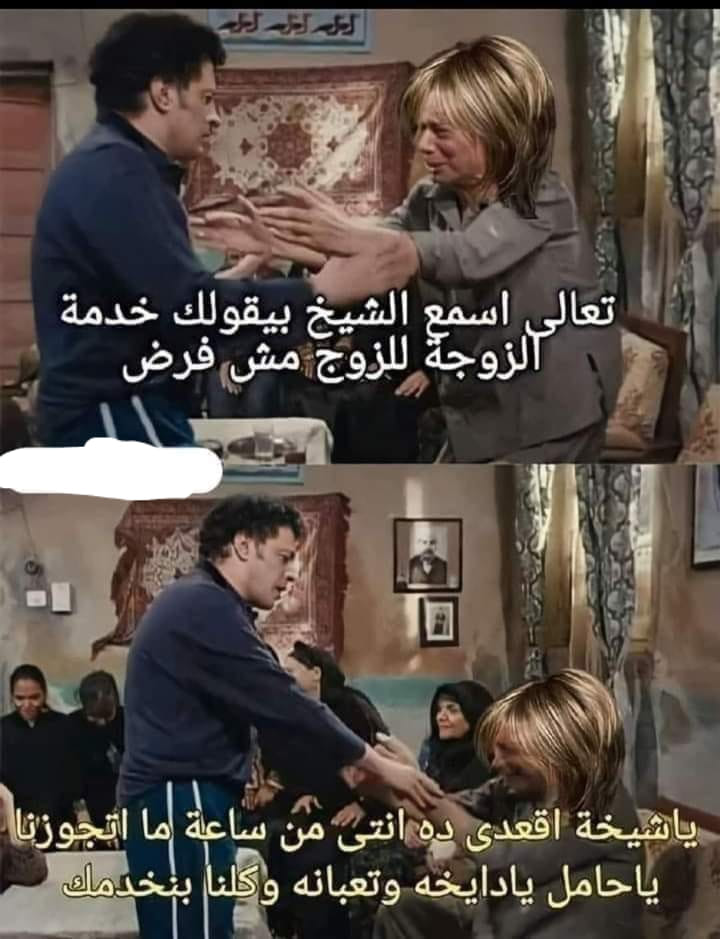 تعالى اسمع الشيخ بيقولك خدمة
الزوجة للزوج مش فرض
ياشيخة اقعدى ده انتى من ساعة ما اتجوزنا
ياحامل يادايخه وتعبانه وكلنا بنخدمك